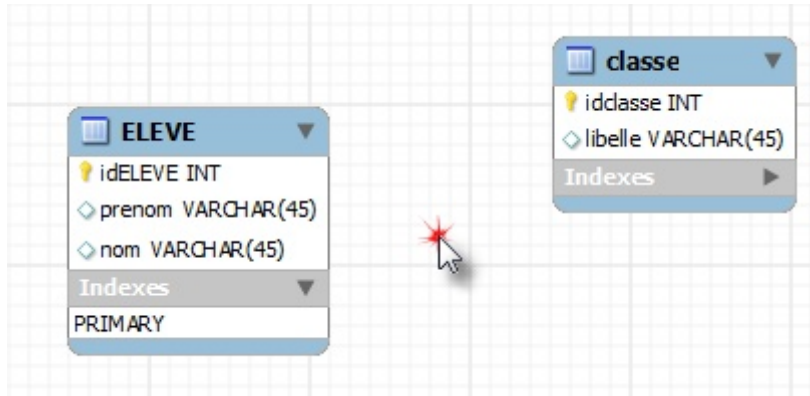 ELEVE
idELEVE INT
prenom VARCHAR(45)
nom VARCHAR(45)
Indexes
PRIMARY
classe
idclasse INT
libelle VARCHAR(45)
Indexes